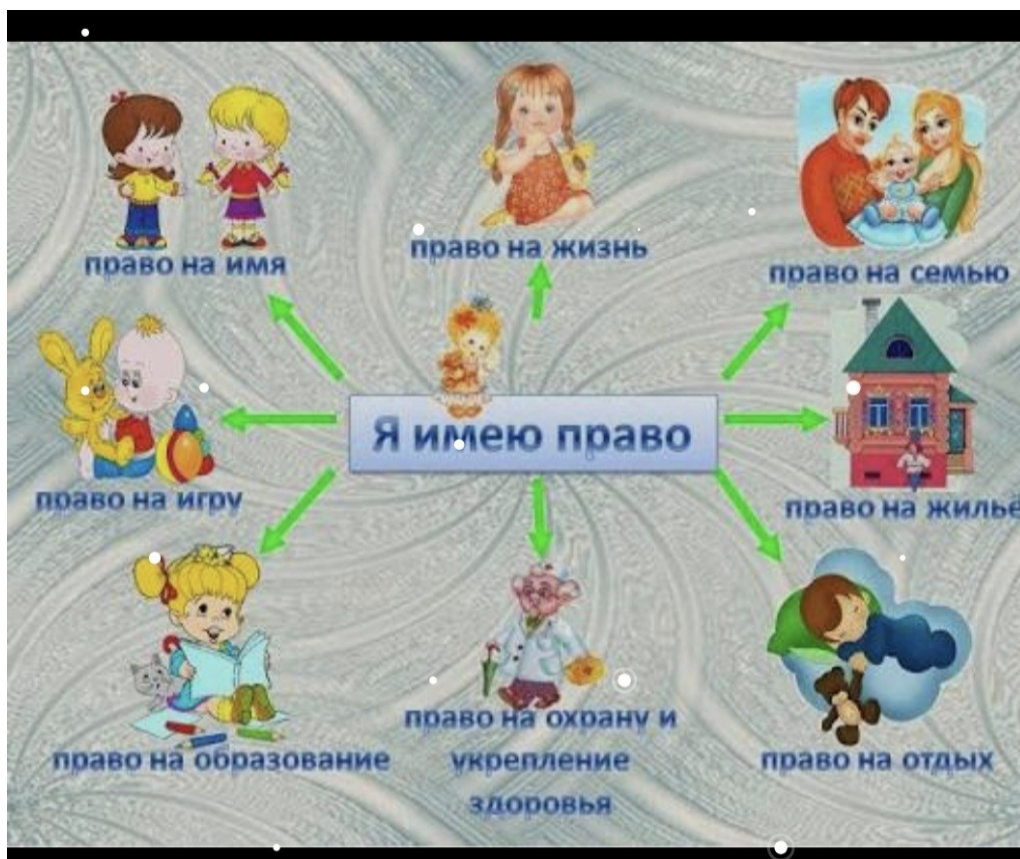 право на имя
право на жизнь
право на семью
Я имею право
право на игру
право на жильё
право на образование
право на охрану и
укрепление
здоровья
право на отдых